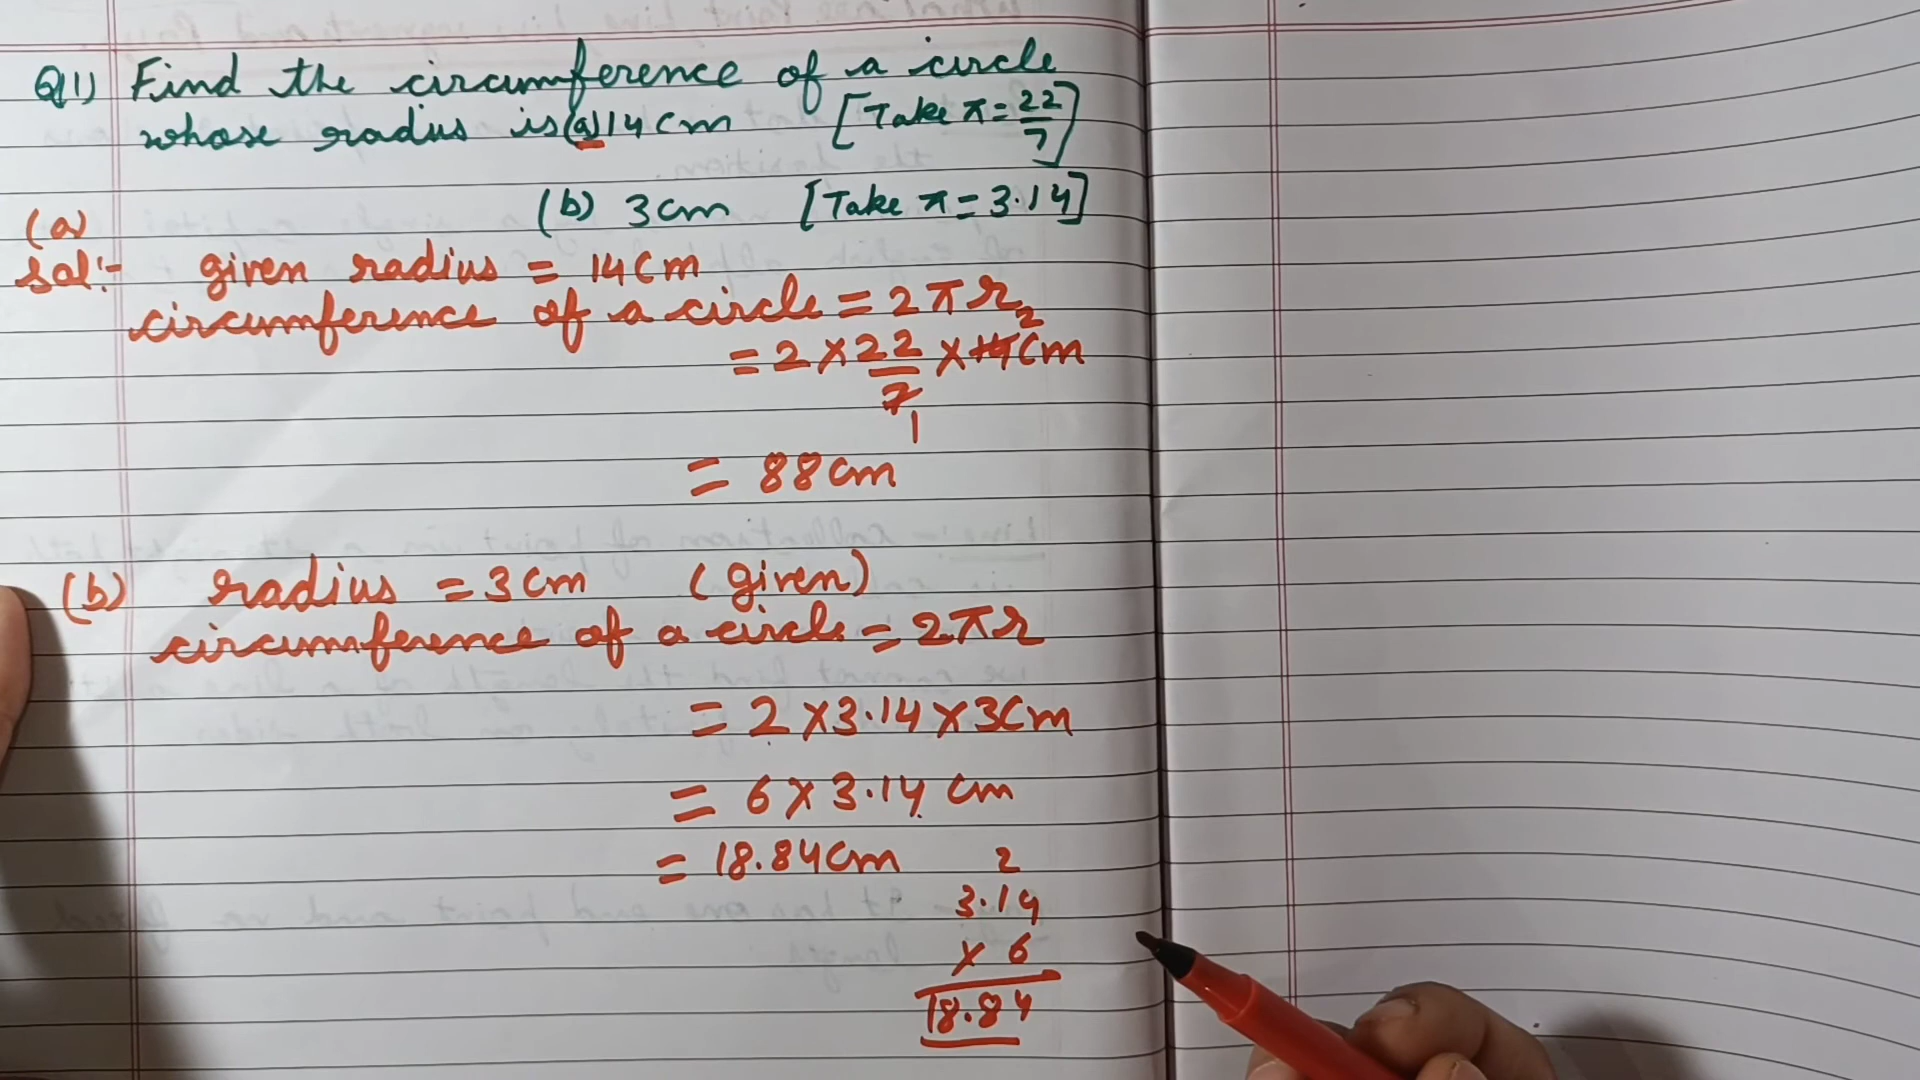 Q1) Find the circumference of a circle
whose radius is (a) 14 cm [Take π = 22/7]
(b) 3 cm [Take π = 3.14]
(a)
Sol:- given radius = 14 cm
circumference of a circle = 2πr
= 2 × 22/7 × 14 cm
2
1
= 88 cm
(b) radius = 3 cm (given)
circumference of a circle = 2πr
= 2 × 3.14 × 3 cm
= 6 × 3.14 cm
= 18.84 cm
2
3.14
× 6
18.84